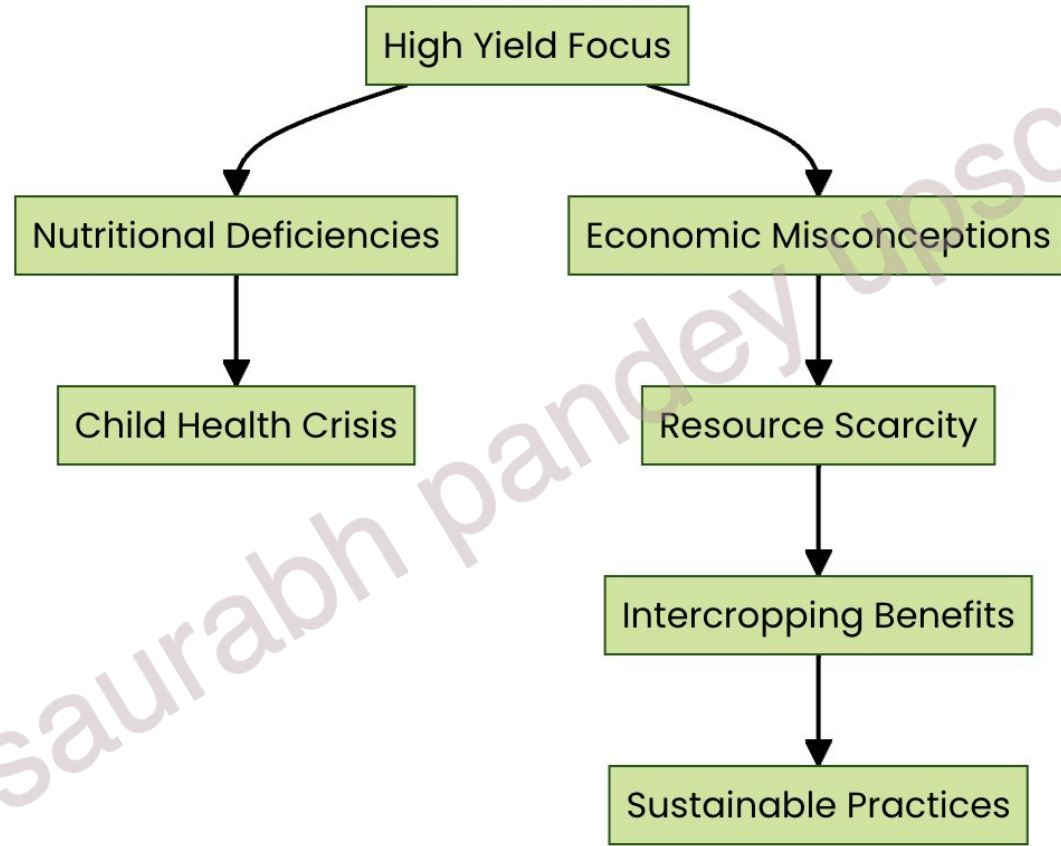 High Yield Focus
Nutritional Deficiencies
Economic Misconceptions
Child Health Crisis
Resource Scarcity
Intercropping Benefits
Sustainable Practices
saurabh pandey upsc